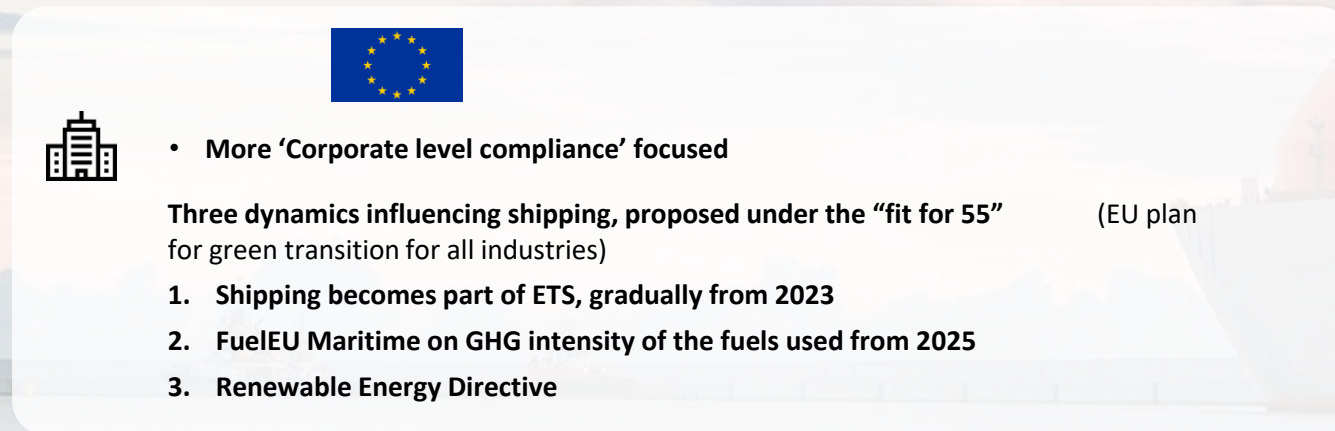 • More ‘Corporate level compliance’ focused
Three dynamics influencing shipping, proposed under the “fit for 55” (EU plan
for green transition for all industries)
1. Shipping becomes part of ETS, gradually from 2023
2. FuelEU Maritime on GHG intensity of the fuels used from 2025
3. Renewable Energy Directive